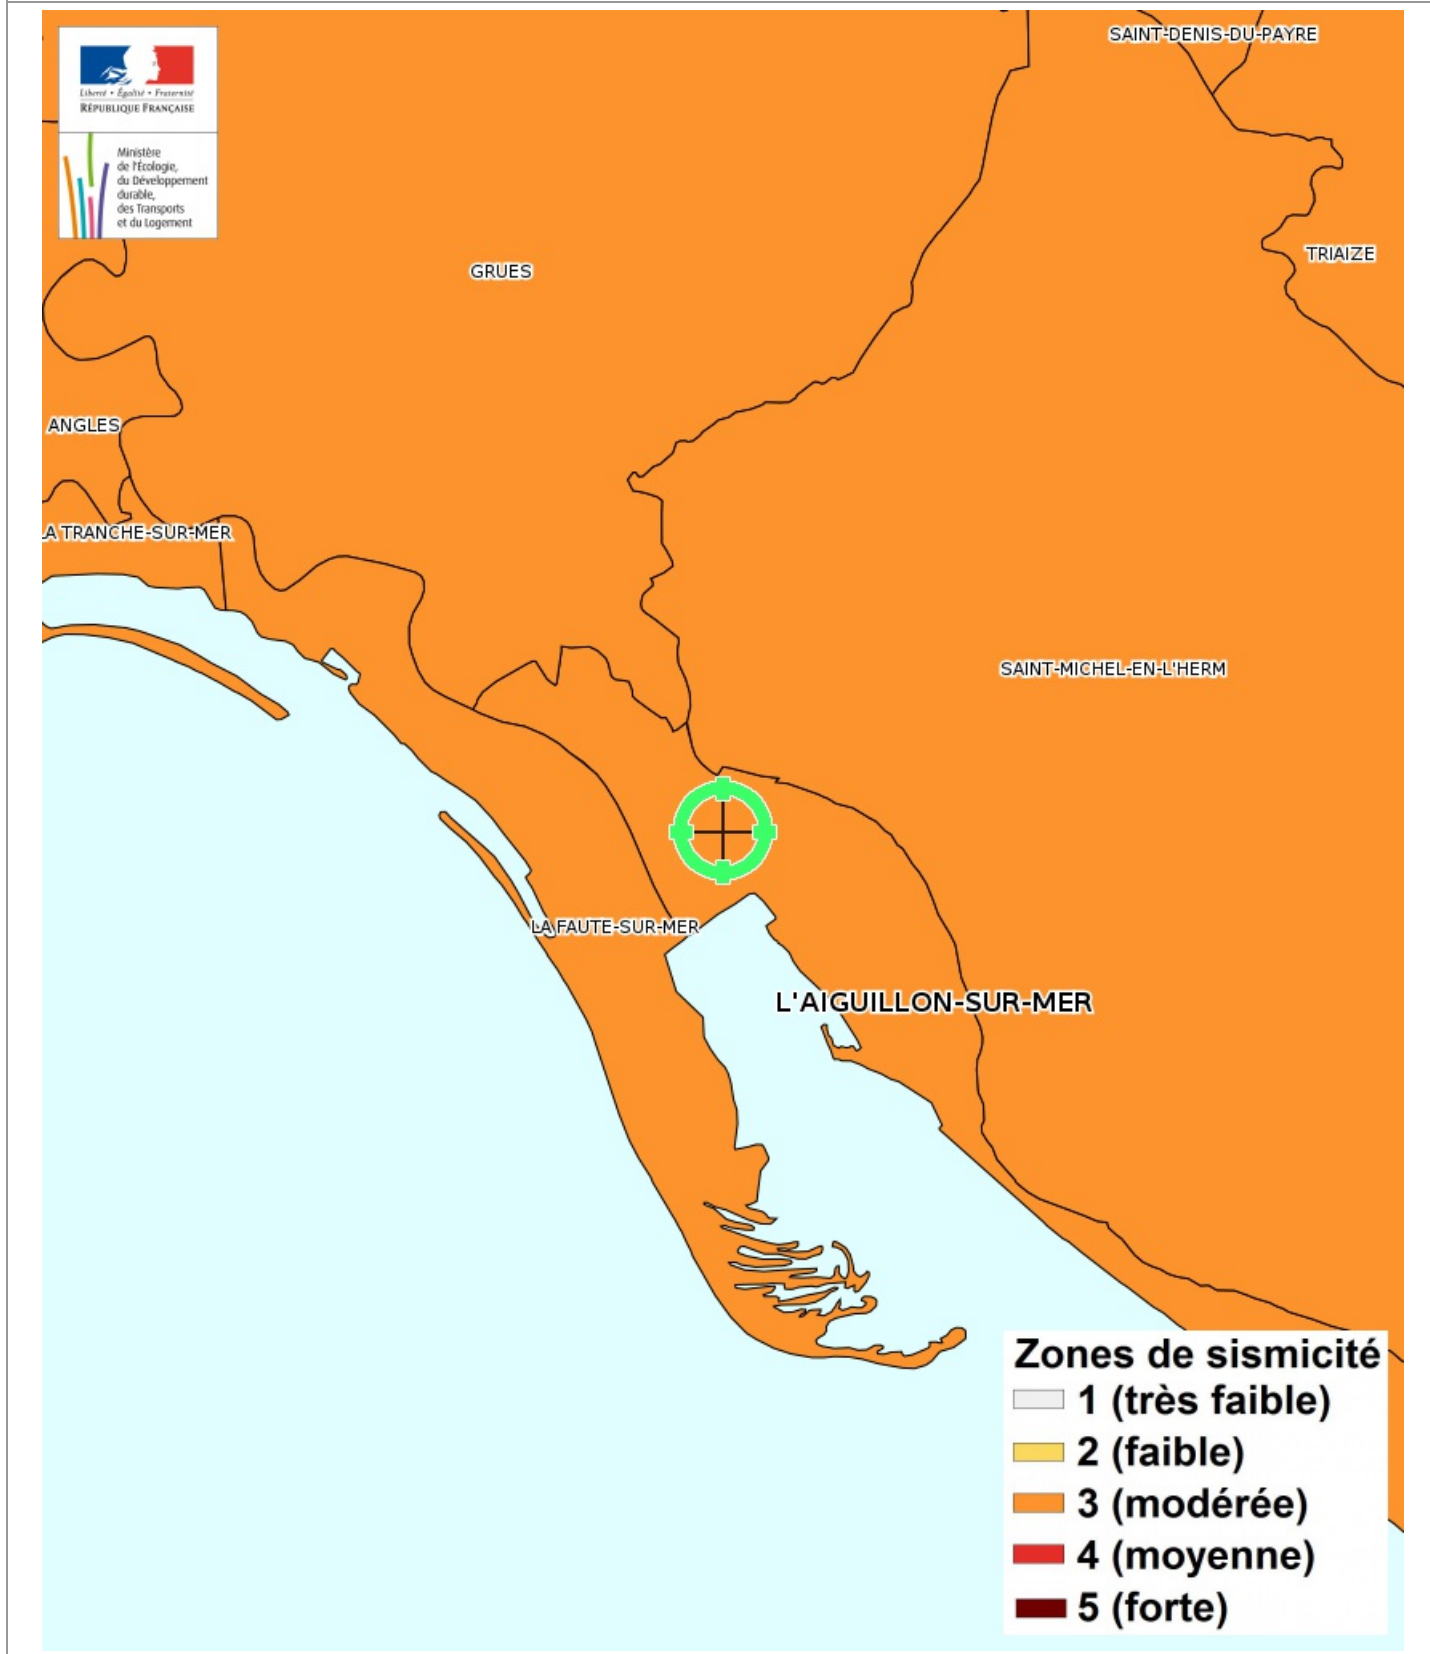 SAINT-DENIS-DU-PAYRE
Liberté • Égalité • Fraternité
RÉPUBLIQUE FRANÇAISE
Ministère
de l'Écologie,
du Développement
durable,
des Transports
et du Logement
TRIAIZE
GRUES
ANGLES
LA TRANCHE-SUR-MER
SAINT-MICHEL-EN-L'HERM
LA FAUTE-SUR-MER
L'AIGUILLON-SUR-MER
Zones de sismicité
1 (très faible)
2 (faible)
3 (modérée)
4 (moyenne)
5 (forte)